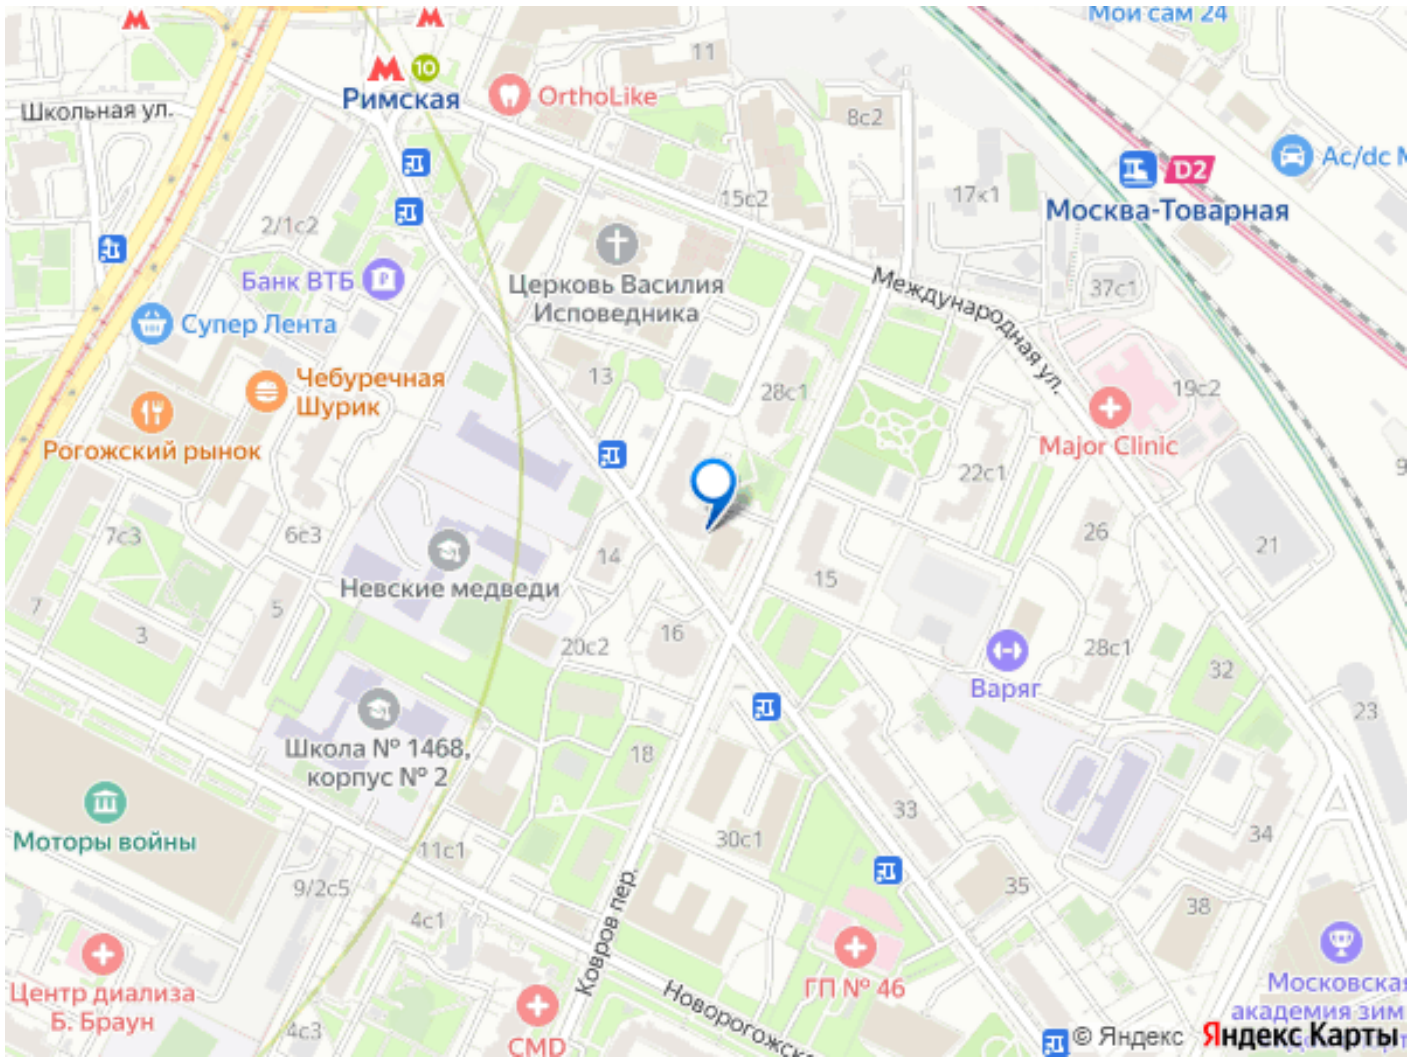 Мой сам 24
11
10
Римская
OrthoLike
Школьная ул.
8с2
Ac/dc
D2
17к1
15с2
Москва-Товарная
2/1с2
Банк ВТБ
Церковь Василия
Исповедника
Международная ул.
37с1
Супер Лента
Чебуречная
Шурик
13
28с1
19с2
Рогожский рынок
Major Clinic
22с1
9
7с3
6с3
14
26
21
Невские медведи
15
7
5
3
20с2
16
28с1
32
Варяг
23
Школа № 1468,
корпус № 2
18
Моторы войны
33
30с1
34
11с1
9/2с5
35
38
4с1
Ковров пер.
Центр диализа
Б. Браун
ГП № 46
Новорогожск
Московская
академия зим
4с3
CMD
© Яндекс
Яндекс Карты